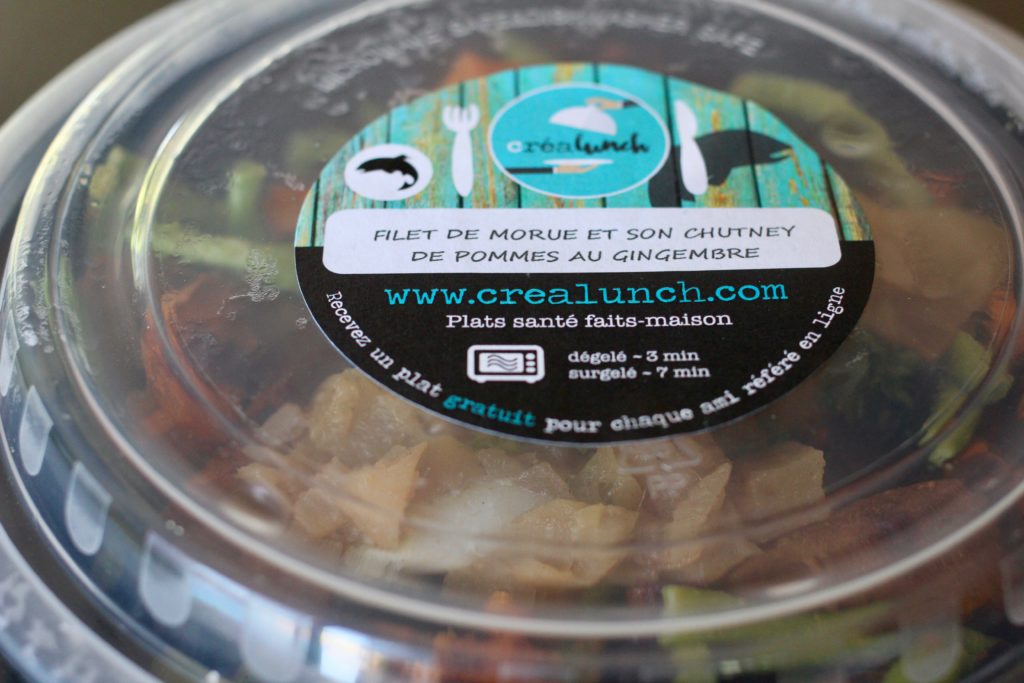 créalunch
FILET DE MORUE ET SON CHUTNEY
DE POMMES AU GINGEMBRE
www.crealunch.com
Plats santé faits-maison
dégelé ~ 3 min
surgelé ~ 7 min
Recevez un plat gratuit pour chaque ami référé en ligne
PP